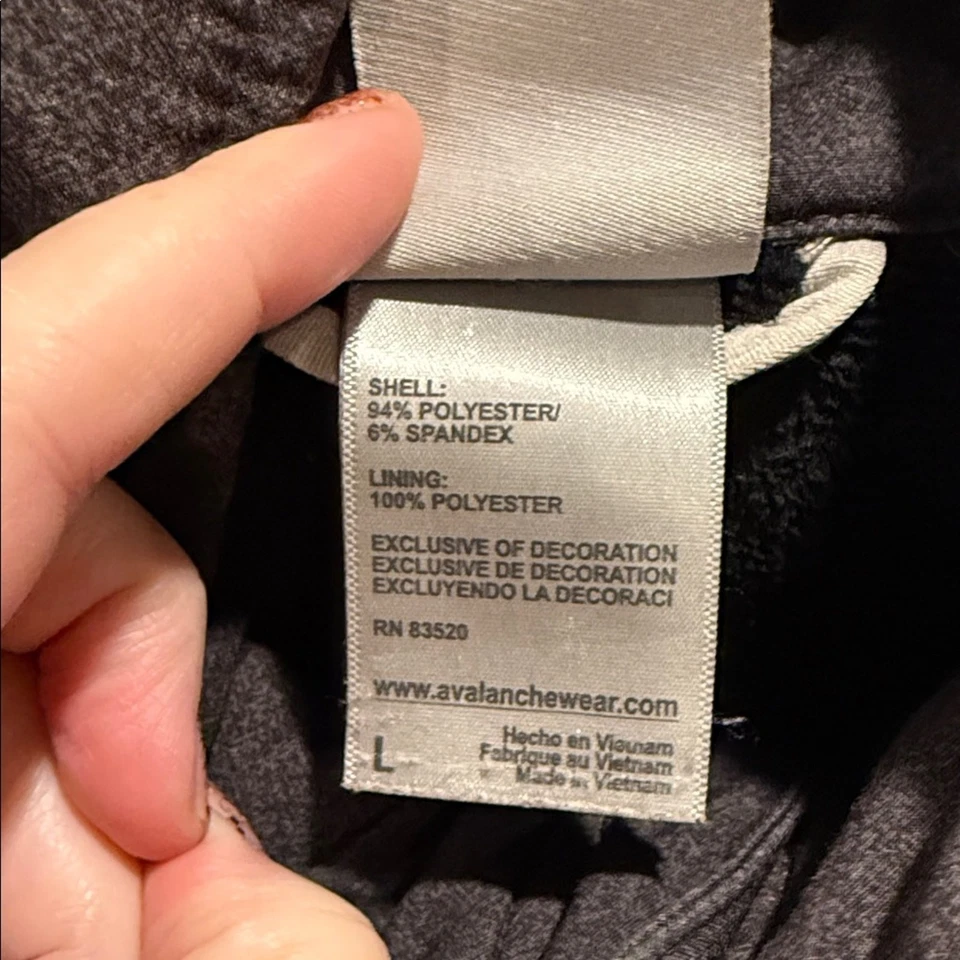 SHELL:
94% POLYESTER/
6% SPANDEX
LINING:
100% POLYESTER
EXCLUSIVE OF DECORATION
EXCLUSIVE DE DECORATION
EXCLUYENDO LA DECORACI
RN 83520
www.avalanchewear.com
L
Hecho en Vietnam
Fabrique au Vietnam
Made in Vietnam